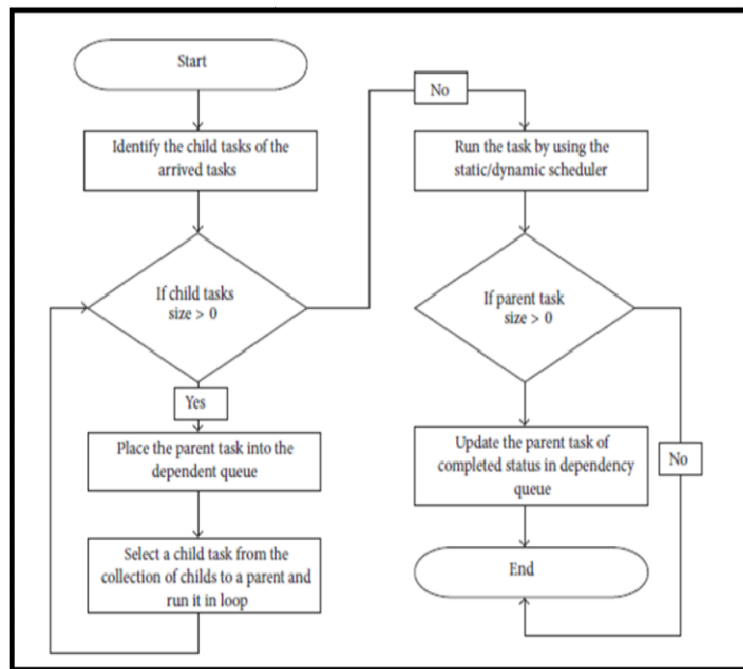 Start
Identify the child tasks of the
arrived tasks
If child tasks
size > 0
Yes
Place the parent task into the
dependent queue
Select a child task from the
collection of childs to a parent and
run it in loop
No
Run the task by using the
static/dynamic scheduler
If parent task
size > 0
Update the parent task of
completed status in dependency
queue
No
End